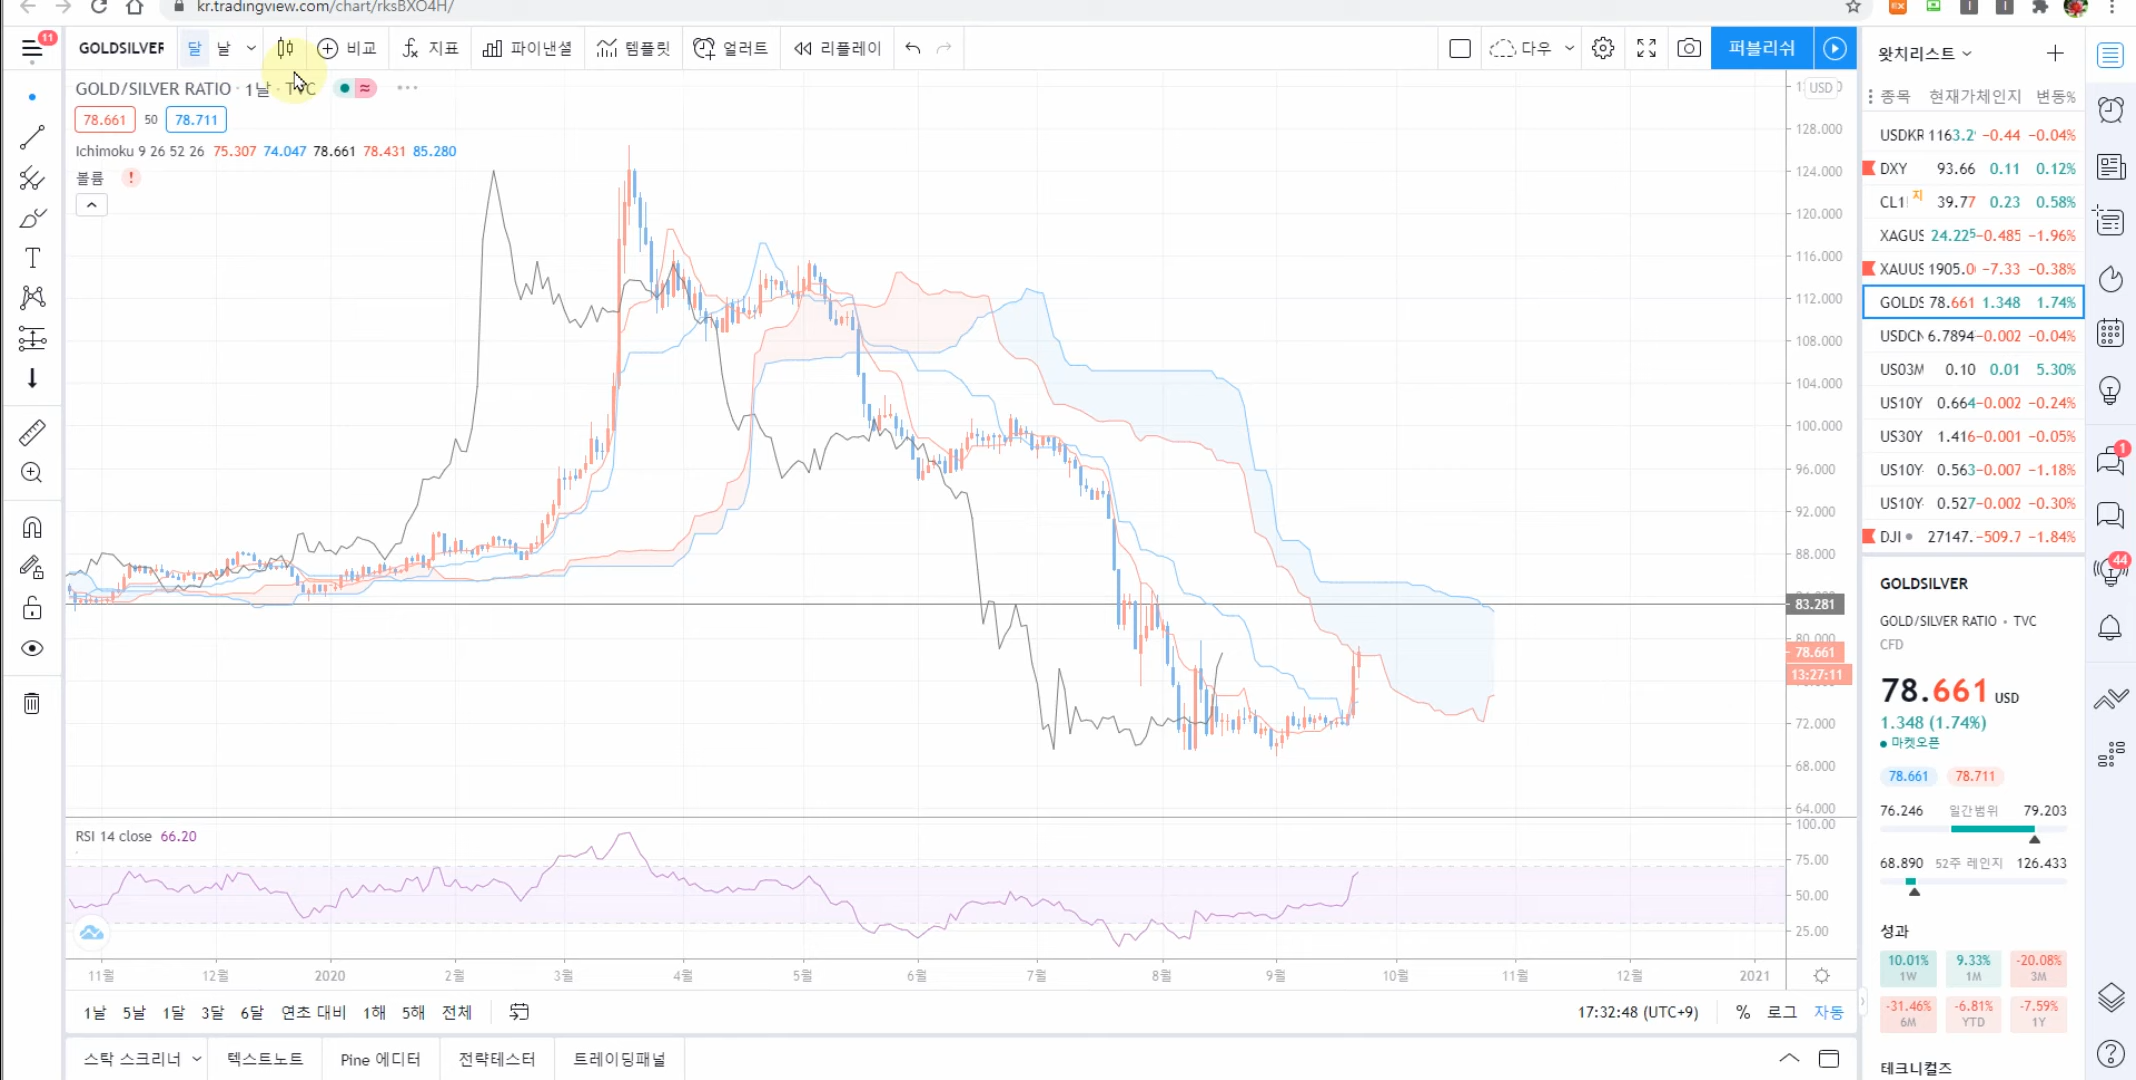 kr.tradingview.com/chart/rksBXO4H/
11
GOLDSILVER 달 날 비교 지표 파이낸셜 템플릿 얼러트 리플레이 다우 퍼블리쉬
GOLD/SILVER RATIO · 1날 · TVC
78.661 50 78.711
Ichimoku 9 26 52 26 75.307 74.047 78.661 78.431 85.280
볼륨 !
USD
128.000
124.000
120.000
116.000
112.000
108.000
104.000
100.000
96.000
92.000
88.000
83.281
80.000
78.661
13:27:11
72.000
68.000
64.000
RSI 14 close 66.20
100.00
75.00
50.00
25.00
11월 12월 2020 2월 3월 4월 5월 6월 7월 8월 9월 10월 11월 12월 2021
1날 5날 1달 3달 6달 연초 대비 1해 5해 전체
17:32:48 (UTC+9) % 로그 자동
스탁 스크리너 텍스트노트 Pine 에디터 전략테스터 트레이딩패널
왓치리스트
종목 현재가 체인지 변동%
USDKR 1163.2 -0.44 -0.04%
DXY 93.66 0.11 0.12%
CL1! 지 39.77 0.23 0.58%
XAGUS 24.225 -0.485 -1.96%
XAUUS 1905.0 -7.33 -0.38%
GOLDS 78.661 1.348 1.74%
USDCN 6.7894 -0.002 -0.04%
US03M 0.10 0.01 5.30%
US10Y 0.664 -0.002 -0.24%
US30Y 1.416 -0.001 -0.05%
US10Y- 0.563 -0.007 -1.18%
US10Y- 0.527 -0.002 -0.30%
DJI 27147. -509.7 -1.84%
GOLDSILVER
GOLD/SILVER RATIO • TVC
CFD
78.661 USD
1.348 (1.74%)
마켓오픈
78.661 78.711
76.246 일간범위 79.203
68.890 52주 레인지 126.433
성과
10.01% 9.33% -20.08%
1W 1M 3M
-31.46% -6.81% -7.59%
6M YTD 1Y
테크니컬즈
1
44